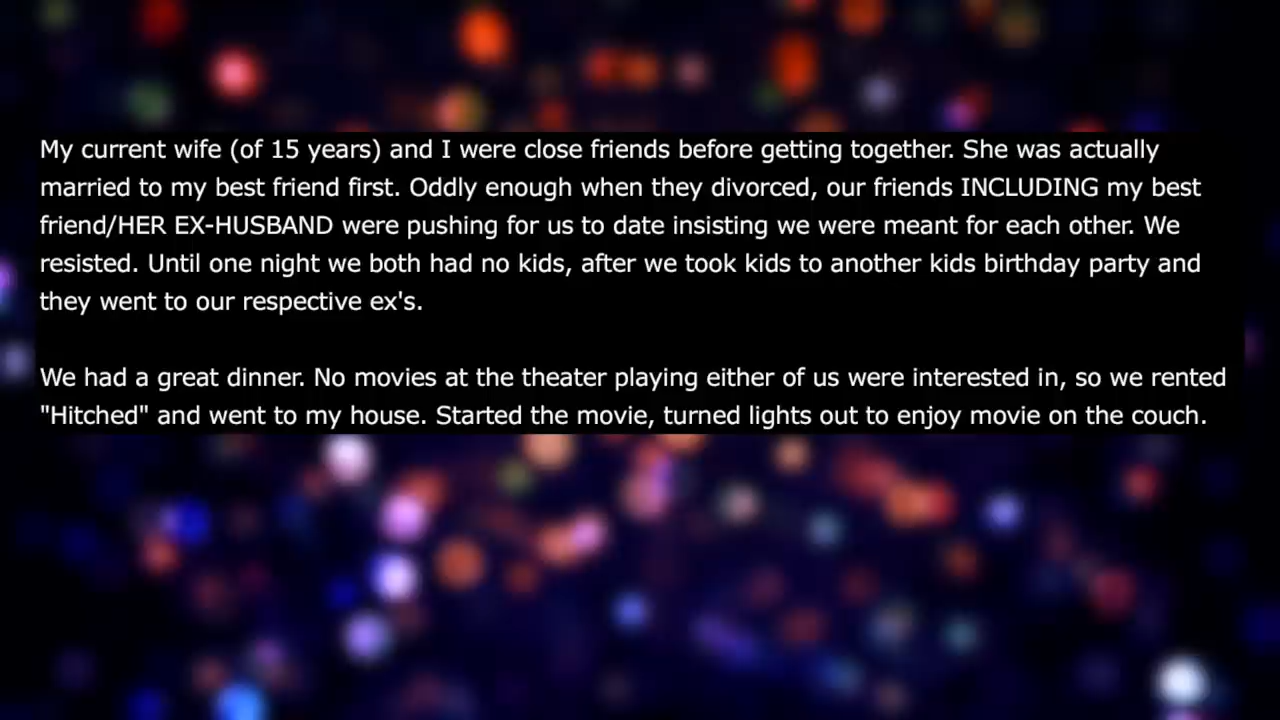 My current wife (of 15 years) and I were close friends before getting together. She was actually
married to my best friend first. Oddly enough when they divorced, our friends INCLUDING my best
friend/HER EX-HUSBAND were pushing for us to date insisting we were meant for each other. We
resisted. Until one night we both had no kids, after we took kids to another kids birthday party and
they went to our respective ex's.
We had a great dinner. No movies at the theater playing either of us were interested in, so we rented
"Hitched" and went to my house. Started the movie, turned lights out to enjoy movie on the couch.